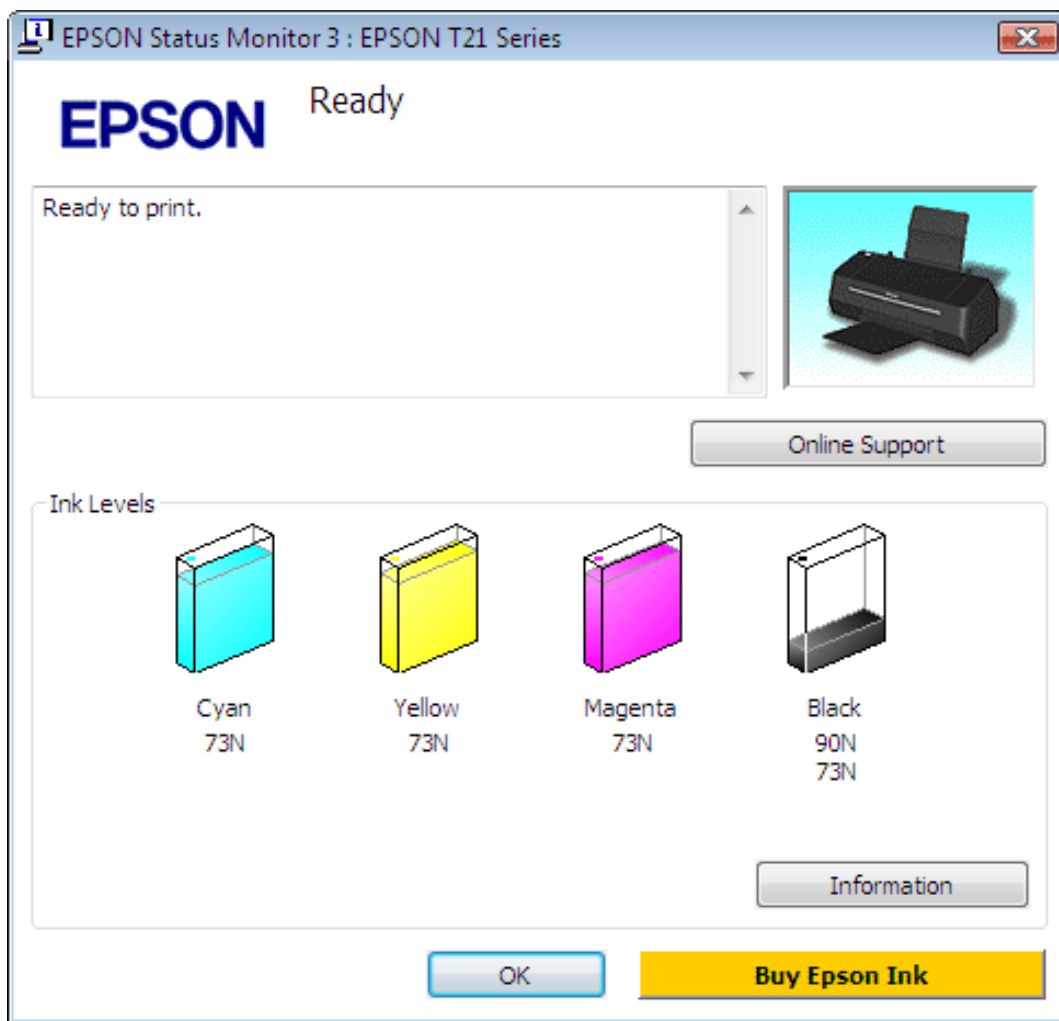 EPSON Status Monitor 3 : EPSON T21 Series
EPSON
Ready
Ready to print.
Online Support
Ink Levels
Cyan
Yellow
Magenta
Black
73N
73N
73N
90N
73N
Information
OK
Buy Epson Ink